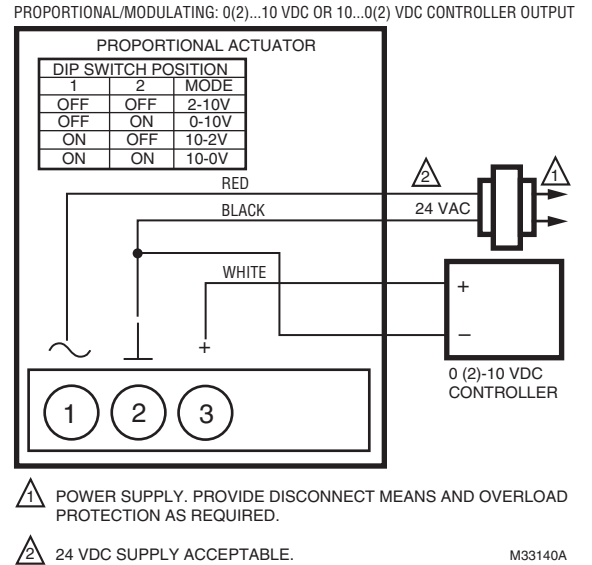 PROPORTIONAL/MODULATING: 0(2)...10 VDC OR 10...0(2) VDC CONTROLLER OUTPUT
PROPORTIONAL ACTUATOR
DIP SWITCH POSITION
1 2 MODE
OFF OFF 2-10V
OFF ON 0-10V
ON OFF 10-2V
ON ON 10-0V
RED
2
1
BLACK
24 VAC
WHITE
+
–
+
0 (2)-10 VDC
CONTROLLER
1 2 3
1 POWER SUPPLY. PROVIDE DISCONNECT MEANS AND OVERLOAD
PROTECTION AS REQUIRED.
2 24 VDC SUPPLY ACCEPTABLE.
M33140A